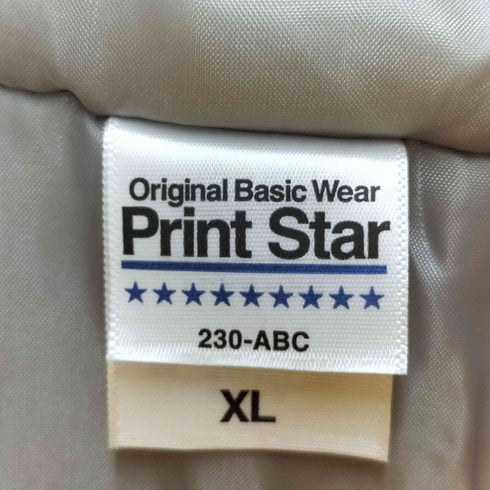 Original Basic Wear
Print Star
★★★★★★★★★
230-ABC
XL